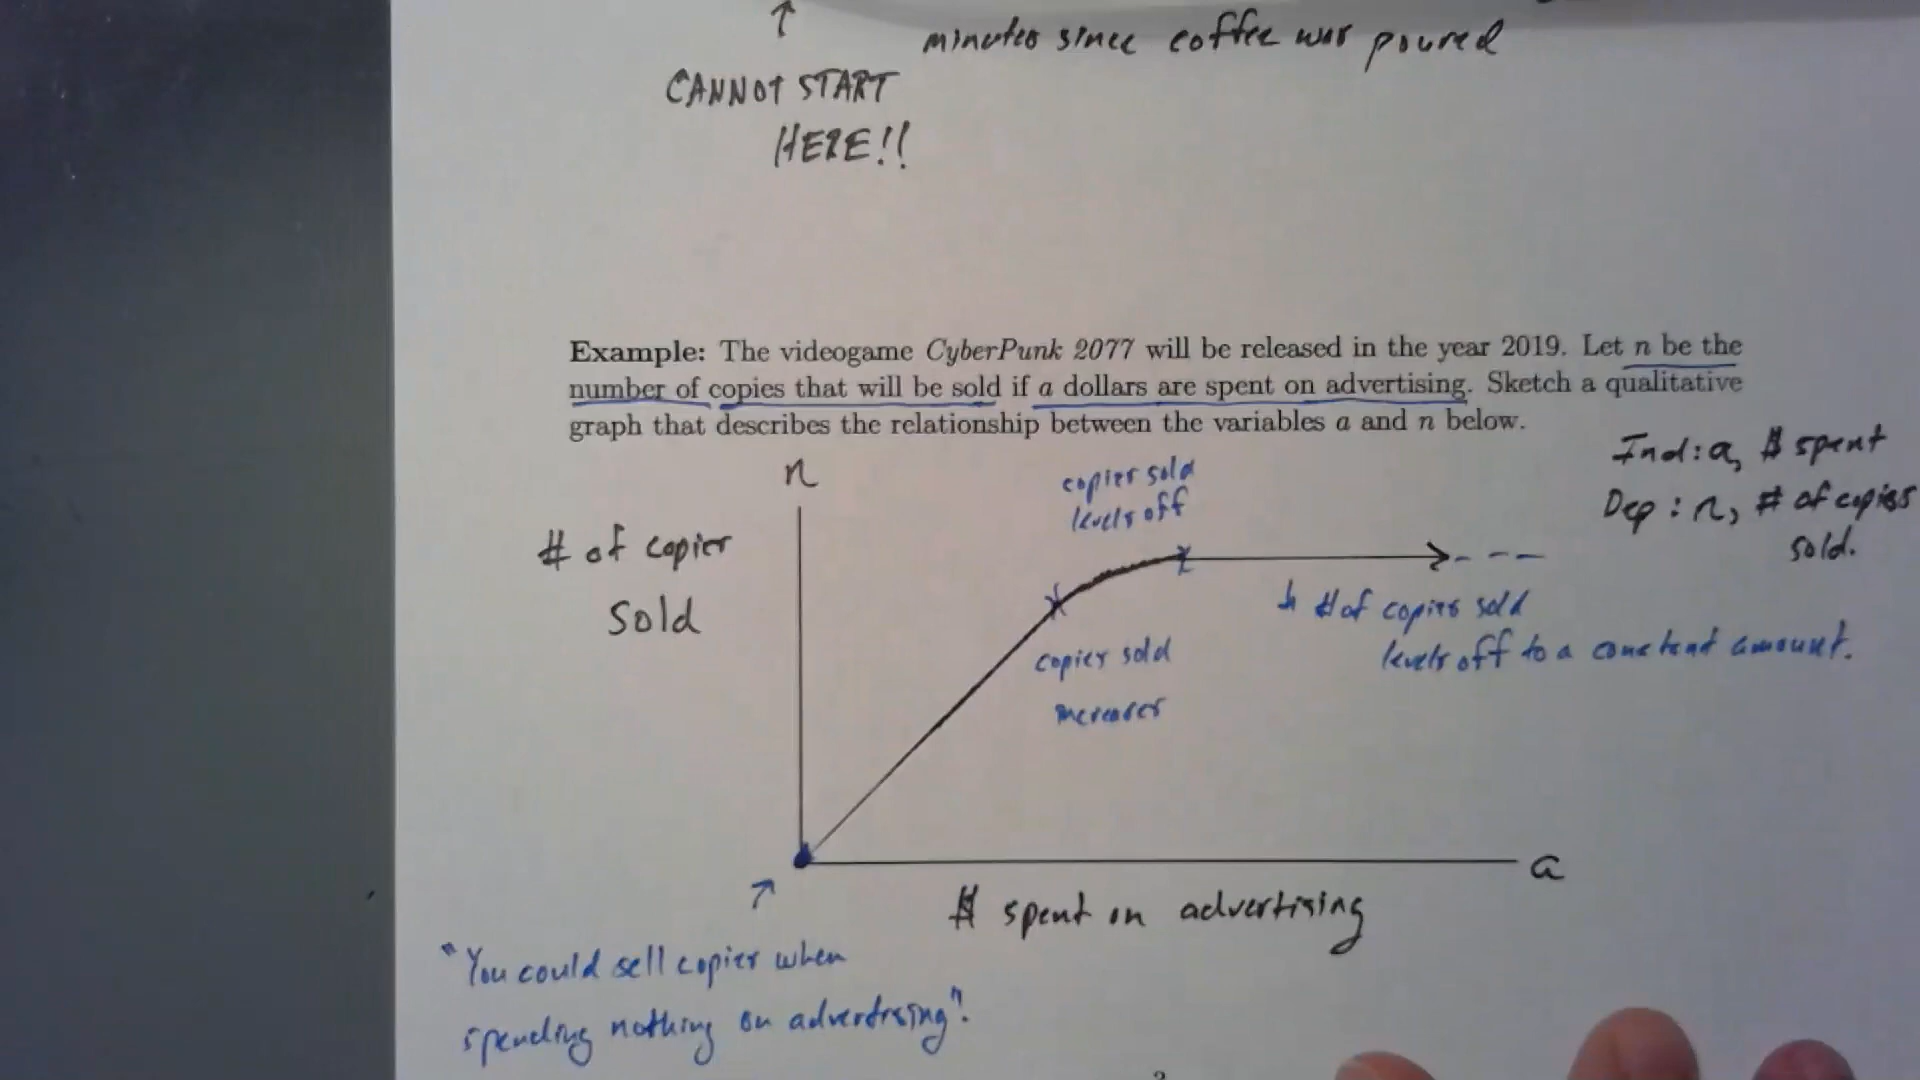 minutes since coffee was poured
CANNOT START
HERE!!
Example: The videogame CyberPunk 2077 will be released in the year 2019. Let n be the
number of copies that will be sold if a dollars are spent on advertising. Sketch a qualitative
graph that describes the relationship between the variables a and n below.
Ind: a, $ spent
Dep: n, # of copies
sold.
n
copies sold
levels off
# of copies
sold
# of copies sold
levels off to a constant amount.
copies sold
increases
a
$ spent on advertising
"You could sell copies when
spending nothing on advertising".